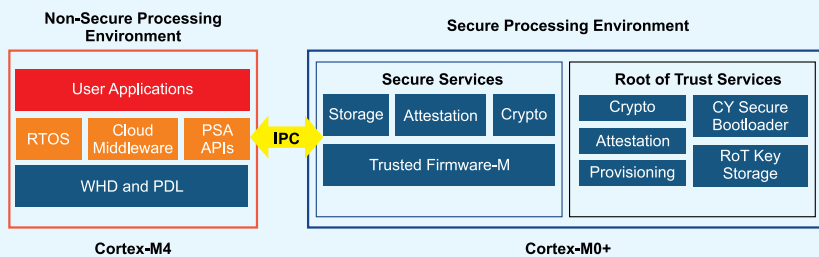 Non-Secure Processing
Environment
User Applications
RTOS
Cloud
Middleware
PSA
APIs
WHD and PDL
Cortex-M4
IPC
Secure Processing Environment
Secure Services
Storage
Attestation
Crypto
Trusted Firmware-M
Root of Trust Services
Crypto
Attestation
Provisioning
CY Secure
Bootloader
RoT Key
Storage
Cortex-M0+